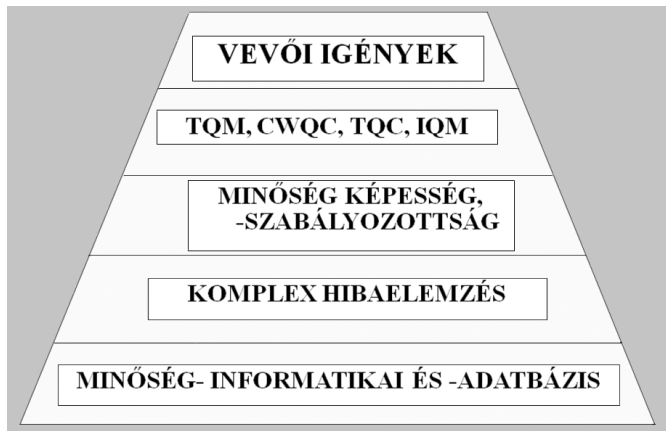 VEVŐI IGÉNYEK
TQM, CWQC, TQC, IQM
MINŐSÉG KÉPESSÉG,
-SZABÁLYOZOTTSÁG
KOMPLEX HIBAELEMZÉS
MINŐSÉG- INFORMATIKAI ÉS -ADATBÁZIS